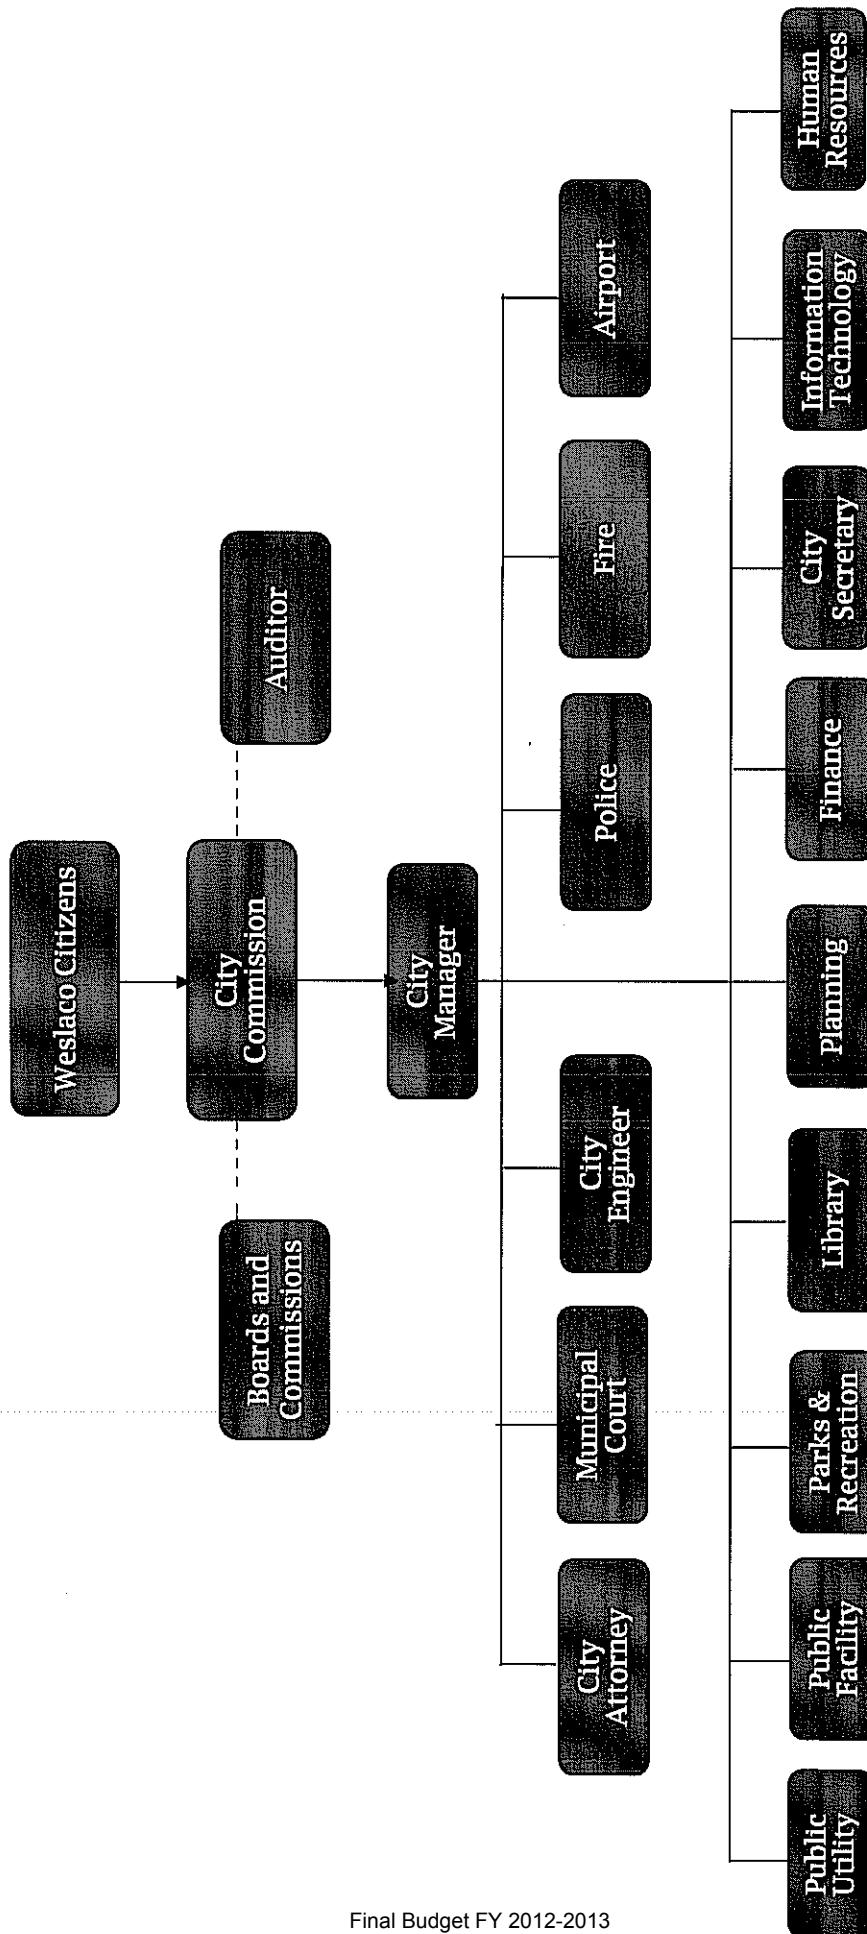 Weslaco Citizens
City
Commission
Boards and
Commissions
Auditor
City
Manager
City
Attorney
Municipal
Court
City
Engineer
Police
Fire
Airport
Public
Utility
Public
Facility
Parks &
Recreation
Library
Planning
Finance
City
Secretary
Information
Technology
Human
Resources
Final Budget FY 2012-2013